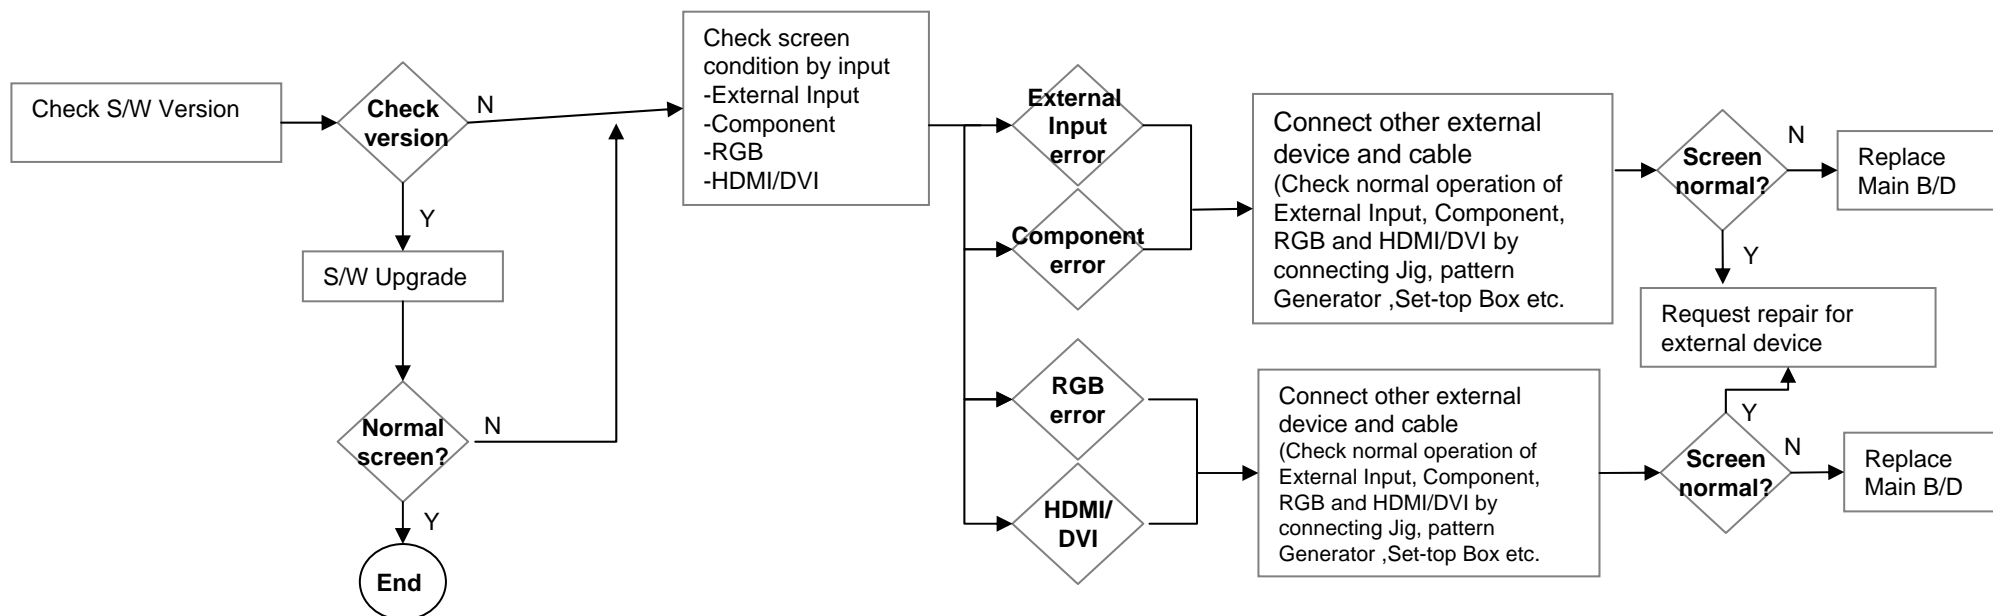 Check S/W Version
Check
version
N
Y
S/W Upgrade
Normal
screen?
N
Y
End
Check screen
condition by input
-External Input
-Component
-RGB
-HDMI/DVI
External
Input
error
Component
error
RGB
error
HDMI/
DVI
Connect other external
device and cable
(Check normal operation of
External Input, Component,
RGB and HDMI/DVI by
connecting Jig, pattern
Generator ,Set-top Box etc.
Screen
normal?
N
Replace
Main B/D
Y
Request repair for
external device
Connect other external
device and cable
(Check normal operation of
External Input, Component,
RGB and HDMI/DVI by
connecting Jig, pattern
Generator ,Set-top Box etc.
Y
Screen
normal?
N
Replace
Main B/D